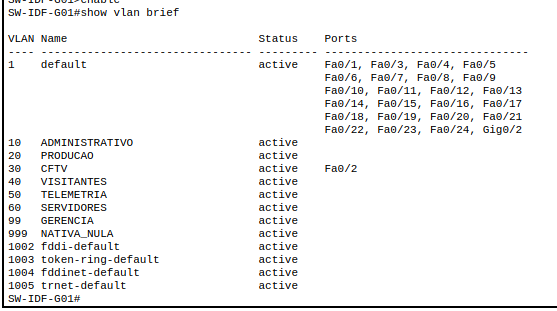 SW-IDF-G01>enable
SW-IDF-G01#show vlan brief
VLAN Name                             Status    Ports
---- -------------------------------- --------- -------------------------------
1    default                          active    Fa0/1, Fa0/3, Fa0/4, Fa0/5
                                                Fa0/6, Fa0/7, Fa0/8, Fa0/9
                                                Fa0/10, Fa0/11, Fa0/12, Fa0/13
                                                Fa0/14, Fa0/15, Fa0/16, Fa0/17
                                                Fa0/18, Fa0/19, Fa0/20, Fa0/21
                                                Fa0/22, Fa0/23, Fa0/24, Gig0/2
10   ADMINISTRATIVO                   active
20   PRODUCAO                         active
30   CFTV                             active    Fa0/2
40   VISITANTES                       active
50   TELEMETRIA                       active
60   SERVIDORES                       active
99   GERENCIA                         active
999  NATIVA_NULA                      active
1002 fddi-default                     active
1003 token-ring-default               active
1004 fddinet-default                  active
1005 trnet-default                    active
SW-IDF-G01#